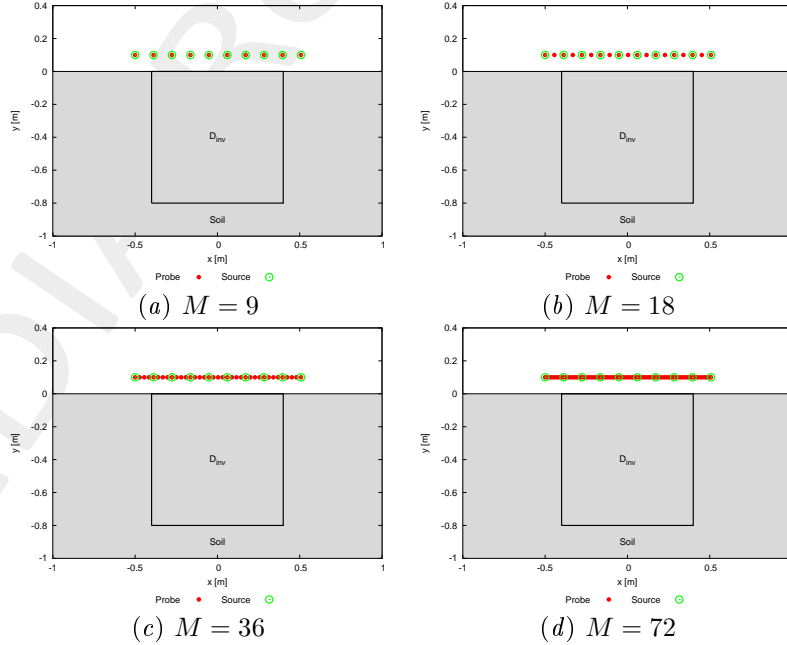 0.4
0.2
0
-0.2
-0.4
-0.6
-0.8
-1
-1 -0.5 0 0.5 1
y [m]
x [m]
D_inv
Soil
Probe Source
(a) M = 9
0.4
0.2
0
-0.2
-0.4
-0.6
-0.8
-1
-1 -0.5 0 0.5
y [m]
x [m]
D_inv
Soil
Probe Source
(b) M = 18
0.4
0.2
0
-0.2
-0.4
-0.6
-0.8
-1
-1 -0.5 0 0.5 1
y [m]
x [m]
D_inv
Soil
Probe Source
(c) M = 36
0.4
0.2
0
-0.2
-0.4
-0.6
-0.8
-1
-1 -0.5 0 0.5
y [m]
x [m]
D_inv
Soil
Probe Source
(d) M = 72